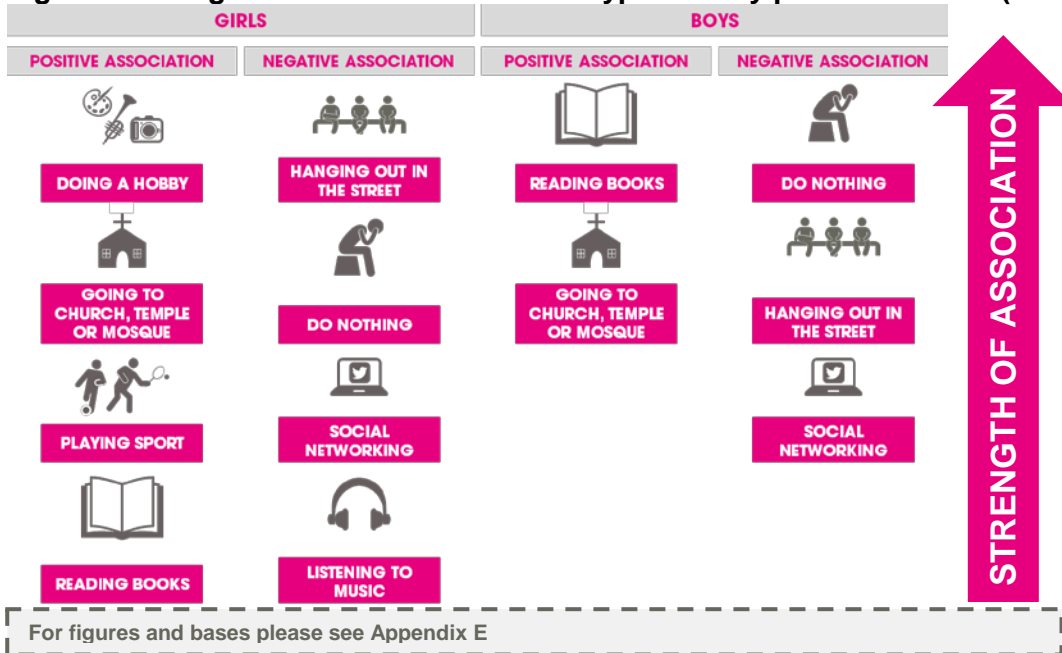 GIRLS
BOYS
POSITIVE ASSOCIATION
NEGATIVE ASSOCIATION
POSITIVE ASSOCIATION
NEGATIVE ASSOCIATION
DOING A HOBBY
HANGING OUT IN
THE STREET
READING BOOKS
DO NOTHING
GOING TO
CHURCH, TEMPLE
OR MOSQUE
DO NOTHING
GOING TO
CHURCH, TEMPLE
OR MOSQUE
HANGING OUT IN
THE STREET
PLAYING SPORT
SOCIAL
NETWORKING
SOCIAL
NETWORKING
READING BOOKS
LISTENING TO
MUSIC
STRENGTH OF ASSOCIATION
For figures and bases please see Appendix E